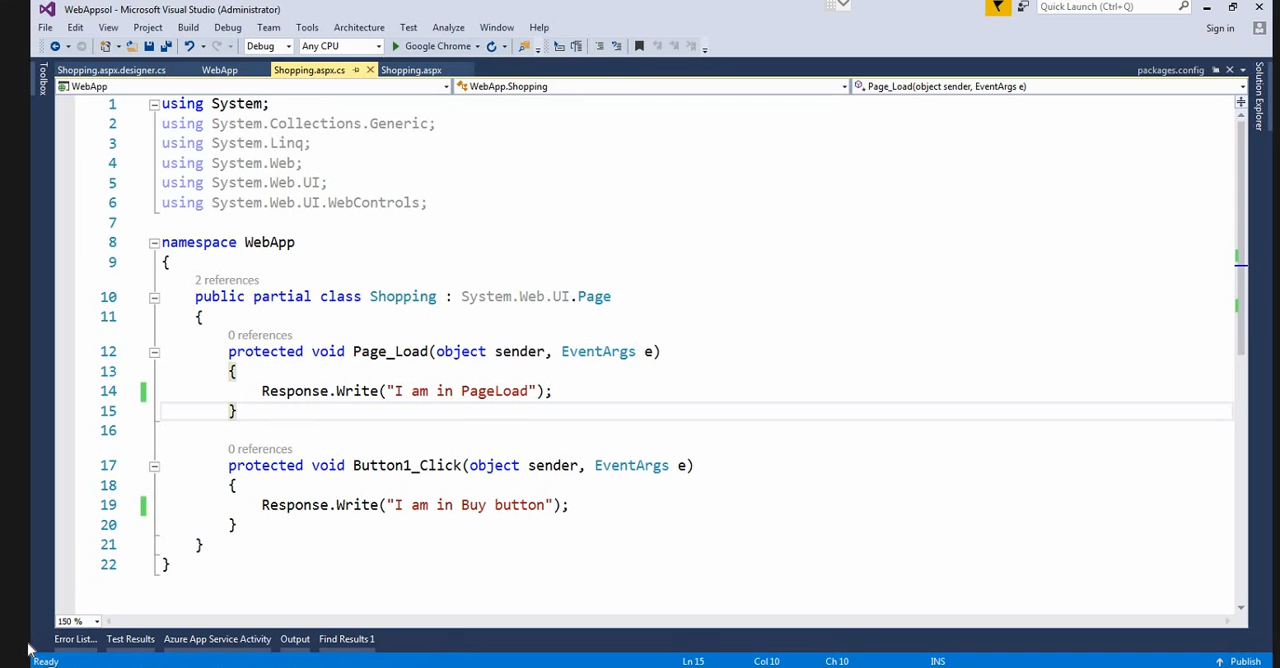 WebAppsol - Microsoft Visual Studio (Administrator)
Quick Launch (Ctrl+Q)
File Edit View Project Build Debug Team Tools Architecture Test Analyze Window Help
Sign in
Debug Any CPU Google Chrome
Shopping.aspx.designer.cs WebApp Shopping.aspx.cs Shopping.aspx packages.config
Toolbox
Solution Explorer
WebApp WebApp.Shopping Page_Load(object sender, EventArgs e)
1 using System;
2 using System.Collections.Generic;
3 using System.Linq;
4 using System.Web;
5 using System.Web.UI;
6 using System.Web.UI.WebControls;
7
8 namespace WebApp
9 {
2 references
10 public partial class Shopping : System.Web.UI.Page
11 {
0 references
12 protected void Page_Load(object sender, EventArgs e)
13 {
14 Response.Write("I am in PageLoad");
15 }
16
0 references
17 protected void Button1_Click(object sender, EventArgs e)
18 {
19 Response.Write("I am in Buy button");
20 }
21 }
22 }
150 %
Error List... Test Results Azure App Service Activity Output Find Results 1
Ready Ln 15 Col 10 Ch 10 INS Publish